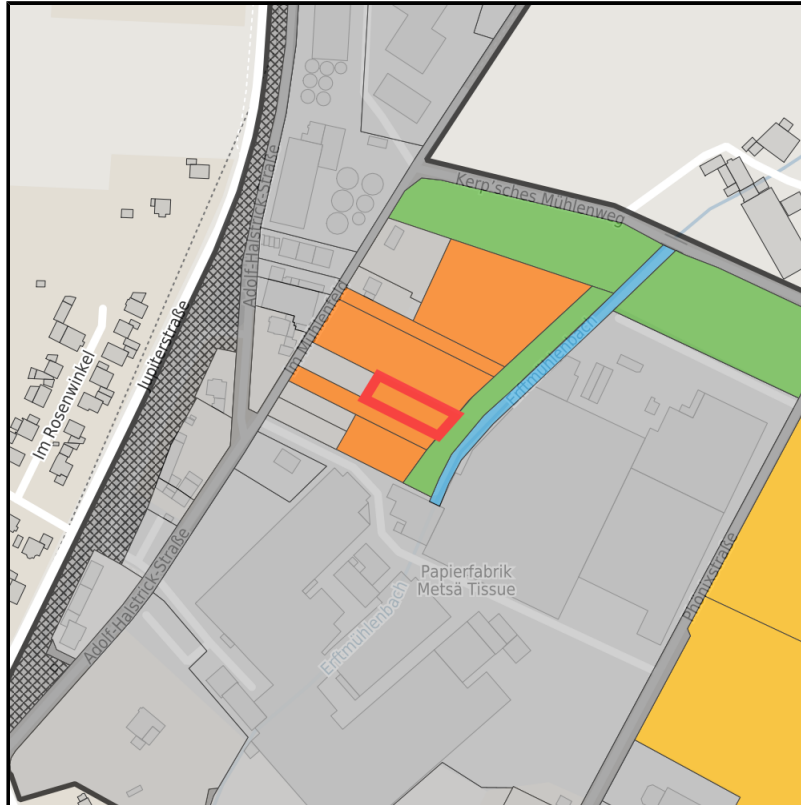 Kerp'sches Mühlenweg
Adolf-Halstrick-Straße
Im Mühlenfeld
Jupiterstraße
Im Rosenwinkel
Erftmühlenbach
Papierfabrik
Metsä Tissue
Phönixstraße
Adolf-Halstrick-Straße
Erftmühlenbach